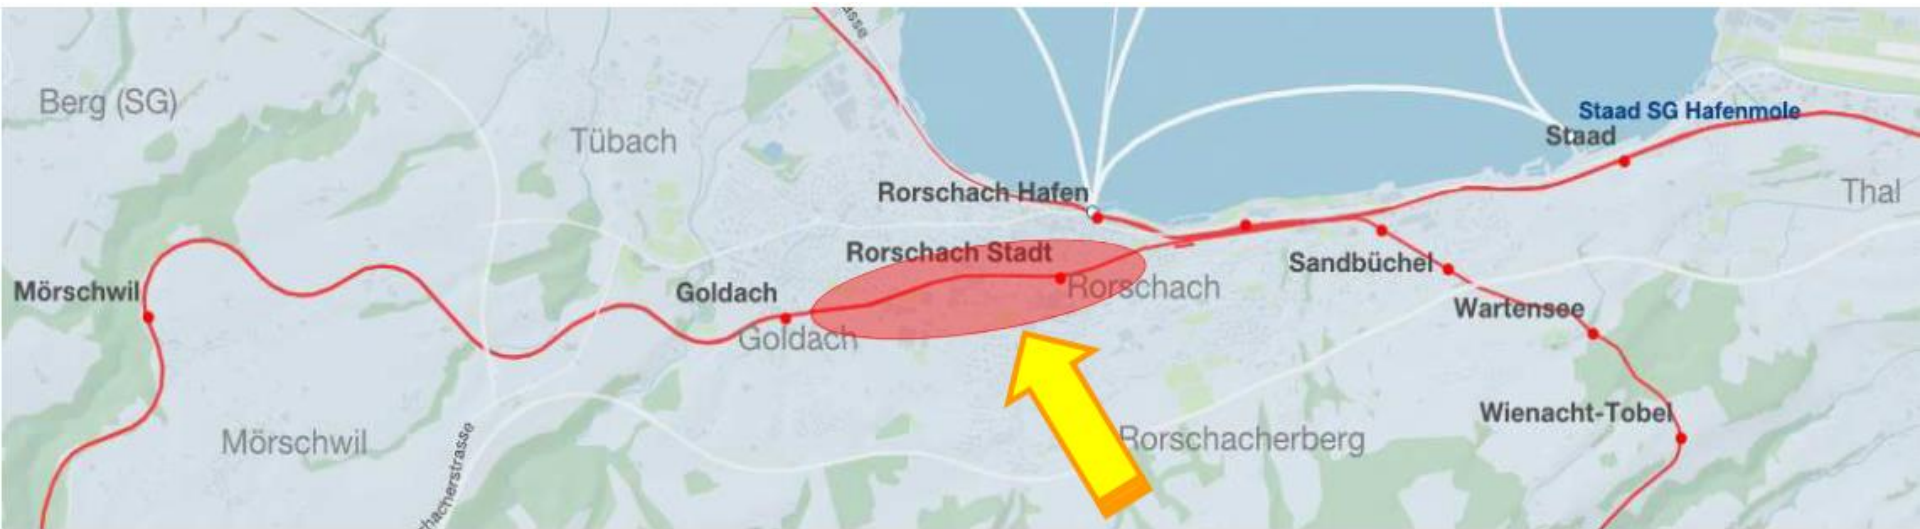 Berg (SG)
Tübach
Staad SG Hafenmole
Staad
Thal
Rorschach Hafen
Rorschach Stadt
Sandbüchel
Mörschwil
Goldach
Rorschach
Wartensee
Goldach
Wienacht-Tobel
Mörschwil
Rorschacherberg